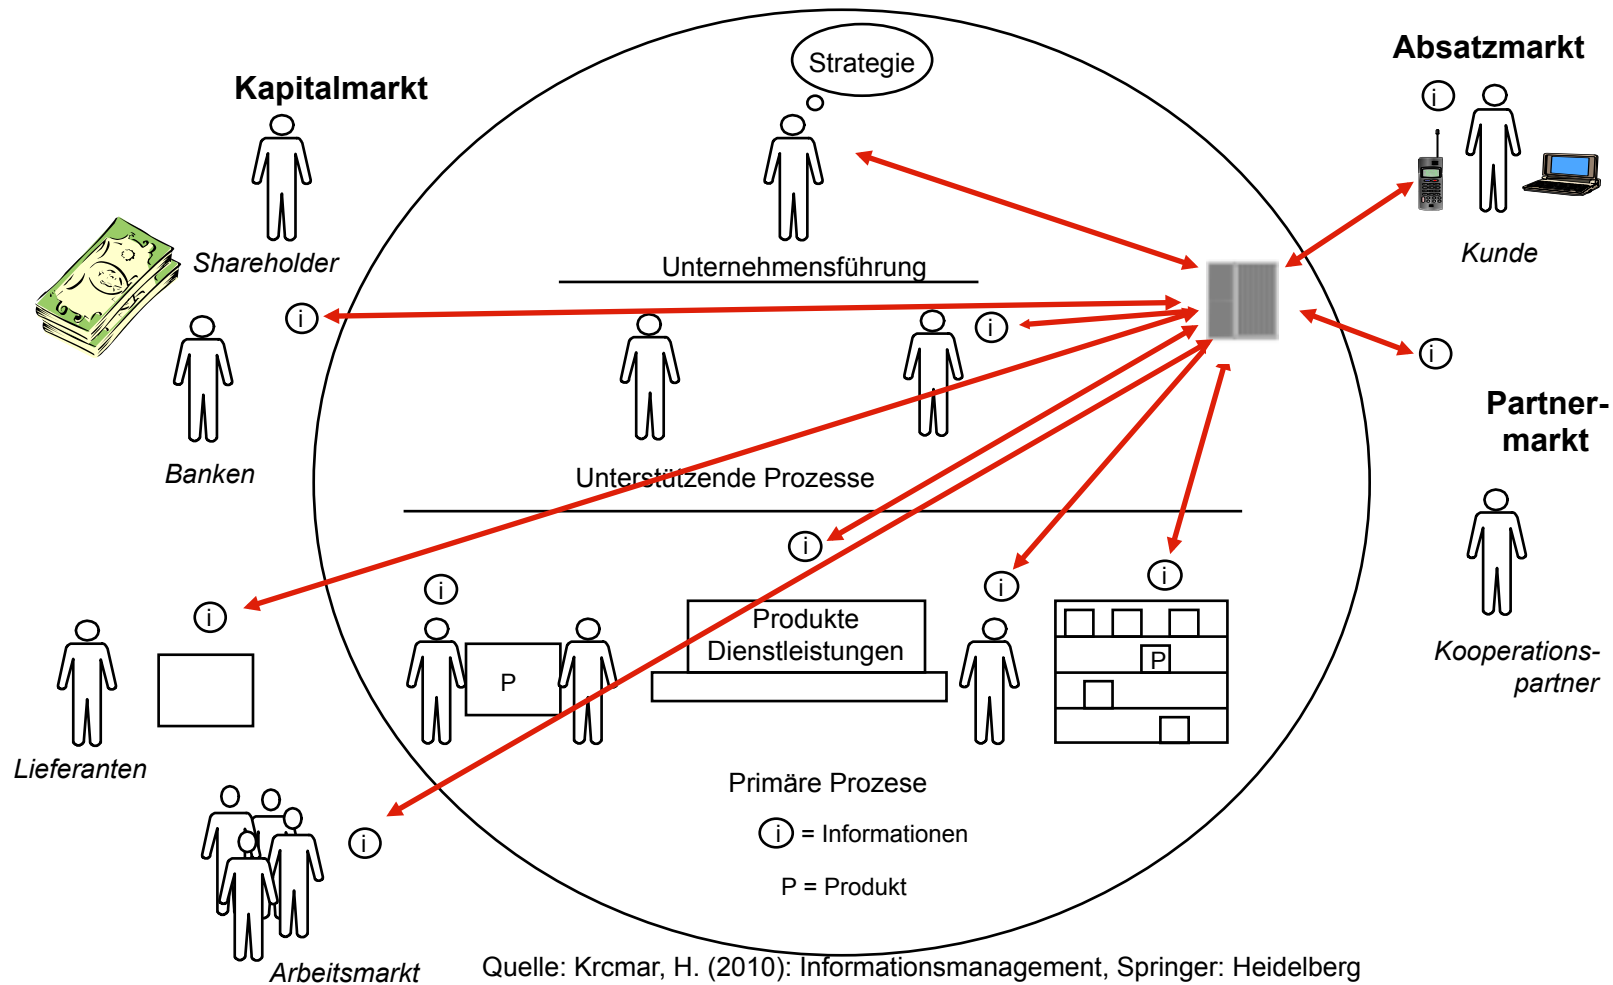 Strategie
Absatzmarkt
Kapitalmarkt
i
Shareholder
Unternehmensführung
Kunde
i
i
i
Partner-
markt
Banken
Unterstützende Prozesse
i
i
i
i
i
Produkte
Dienstleistungen
P
P
Kooperations-
partner
Lieferanten
Primäre Prozese
i
i = Informationen
P = Produkt
Arbeitsmarkt
Quelle: Krcmar, H. (2010): Informationsmanagement, Springer: Heidelberg